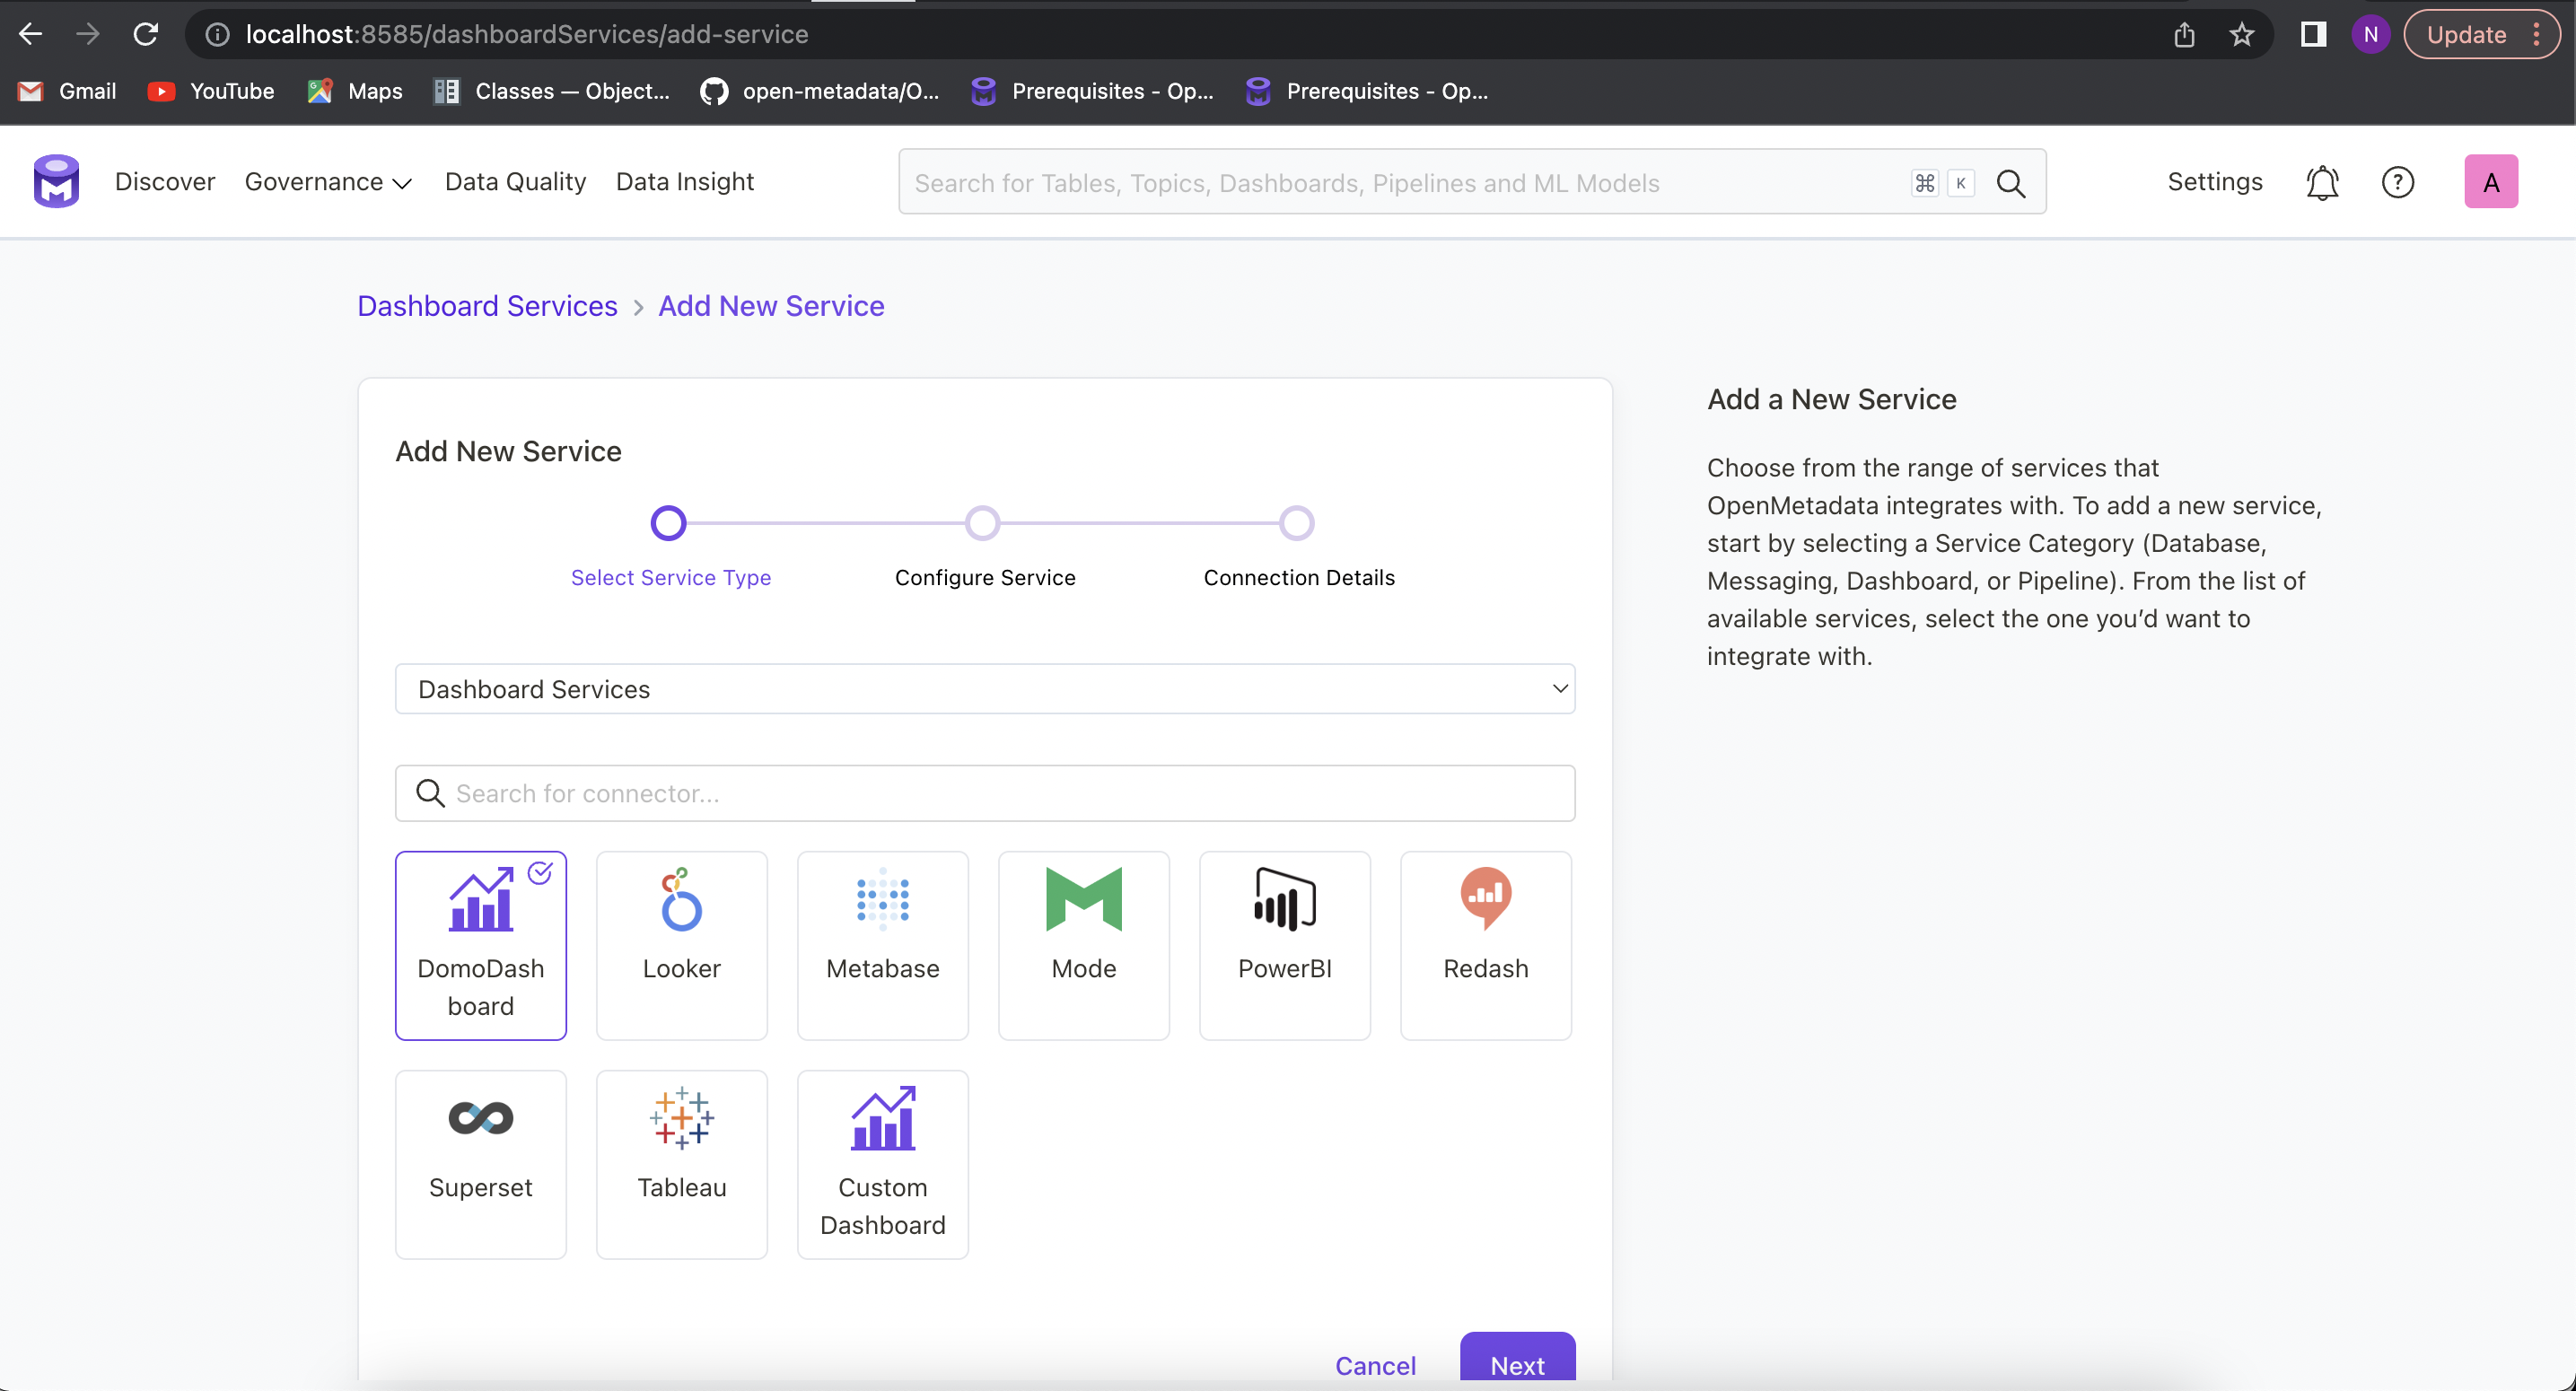 localhost:8585/dashboardServices/add-service
N
Update
Gmail
YouTube
Maps
Classes — Object...
open-metadata/O...
Prerequisites - Op...
Prerequisites - Op...
Discover
Governance
Data Quality
Data Insight
Search for Tables, Topics, Dashboards, Pipelines and ML Models
⌘ K
Settings
A
Dashboard Services > Add New Service
Add New Service
Select Service Type
Configure Service
Connection Details
Dashboard Services
Search for connector...
DomoDash
board
Looker
Metabase
Mode
PowerBI
Redash
Superset
Tableau
Custom
Dashboard
Cancel
Next
Add a New Service
Choose from the range of services that
OpenMetadata integrates with. To add a new service,
start by selecting a Service Category (Database,
Messaging, Dashboard, or Pipeline). From the list of
available services, select the one you’d want to
integrate with.